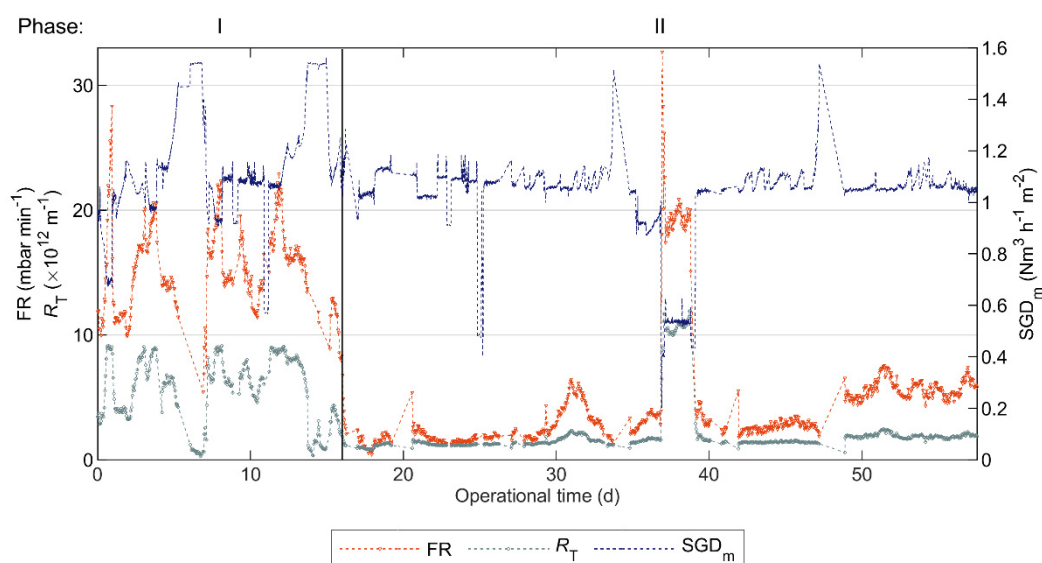 Phase: I II
FR (mbar min⁻¹)
R_T (×10¹² m⁻¹)
30
20
10
0
1.6
1.4
1.2
1
0.8
0.6
0.4
0.2
0
SGD_m (Nm³ h⁻¹ m⁻²)
0 10 20 30 40 50
Operational time (d)
FR R_T SGD_m